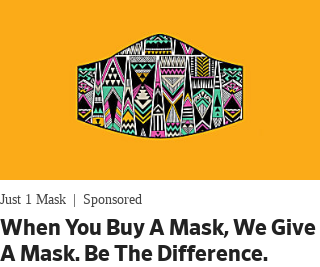 Just 1 Mask | Sponsored
When You Buy A Mask, We Give
A Mask. Be The Difference.